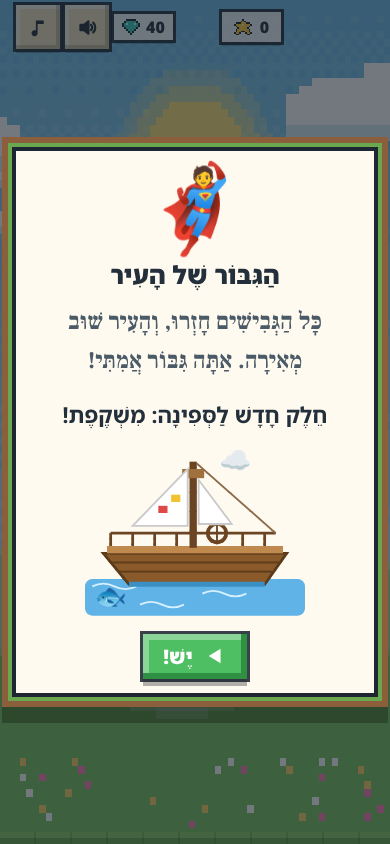 40
0
הַגִּבּוֹר שֶׁל הָעִיר
כָּל הַגְּבִישִׁים חָזְרוּ, וְהָעִיר שׁוּב
מְאִירָה. אַתָּה גִּבּוֹר אֲמִתִּי!
חֵלֶק חָדָשׁ לַסְּפִינָה: מִשְׁקֶפֶת!
יֶשׁ!